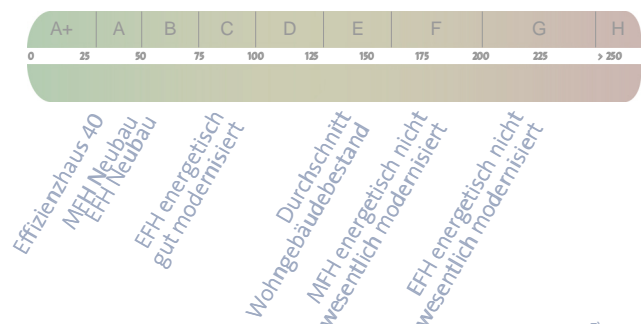 A+ A B C D E F G H
0 25 50 75 100 125 150 175 200 225 > 250
Effizienzhaus 40
MFH Neubau
EFH Neubau
EFH energetisch
gut modernisiert
Durchschnitt
Wohngebäudebestand
MFH energetisch nicht
wesentlich modernisiert
EFH energetisch nicht
wesentlich modernisiert